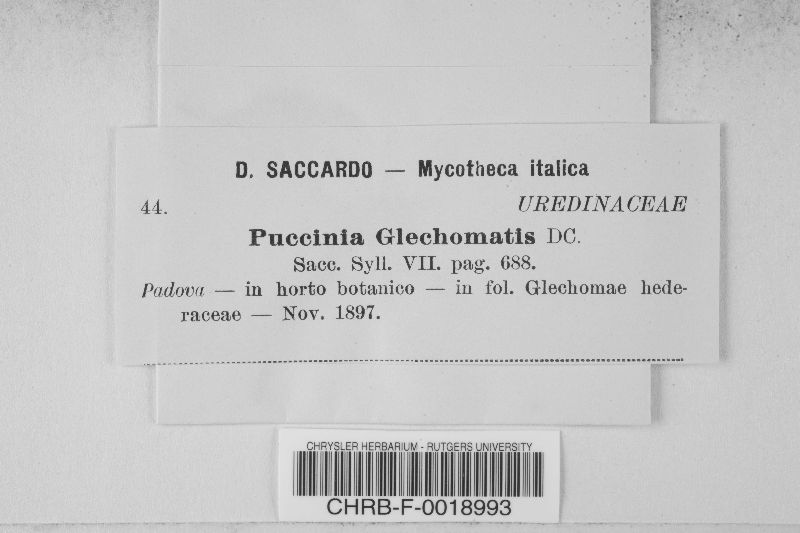 D. SACCARDO — Mycotheca italica
44. UREDINACEAE
Puccinia Glechomatis DC.
Sacc. Syll. VII. pag. 688.
Padova — in horto botanico — in fol. Glechomae hede-
raceae — Nov. 1897.
CHRYSLER HERBARIUM - RUTGERS UNIVERSITY
CHRB-F-0018993